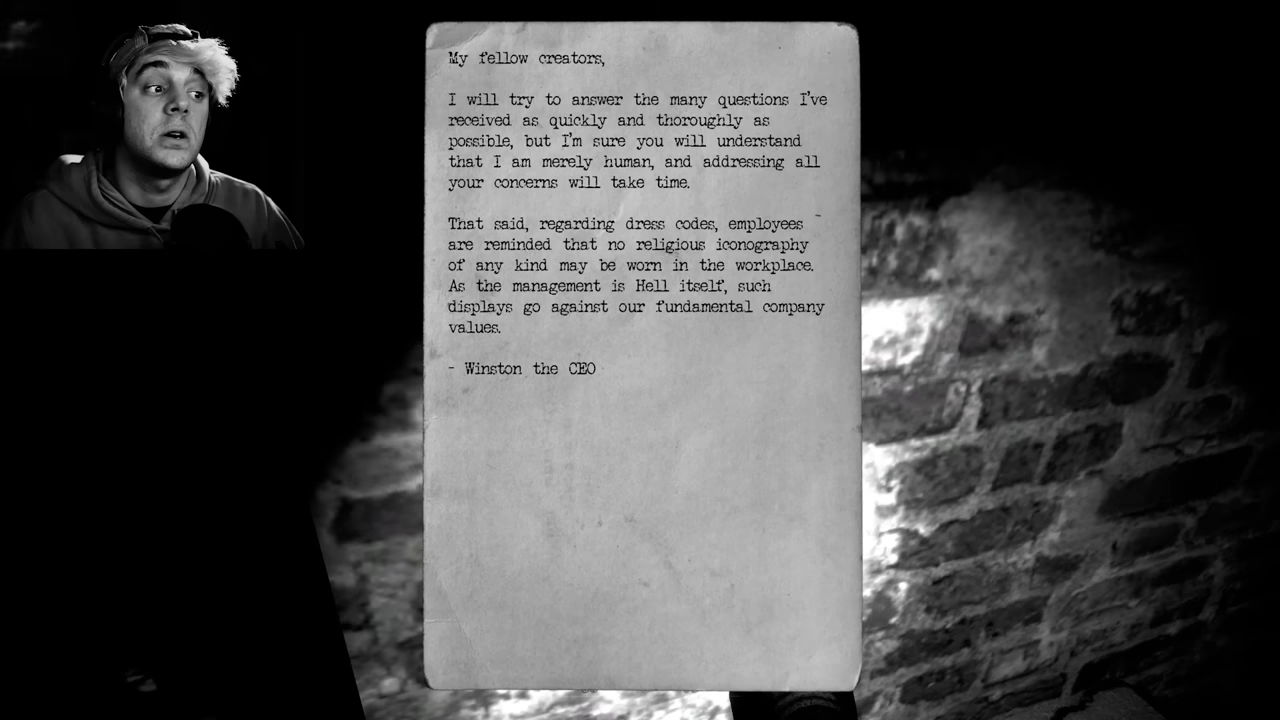 My fellow creators,
I will try to answer the many questions I've
received as quickly and thoroughly as
possible, but I'm sure you will understand
that I am merely human, and addressing all
your concerns will take time.
That said, regarding dress codes, employees
are reminded that no religious iconography
of any kind may be worn in the workplace.
As the management is Hell itself, such
displays go against our fundamental company
values.
- Winston the CEO